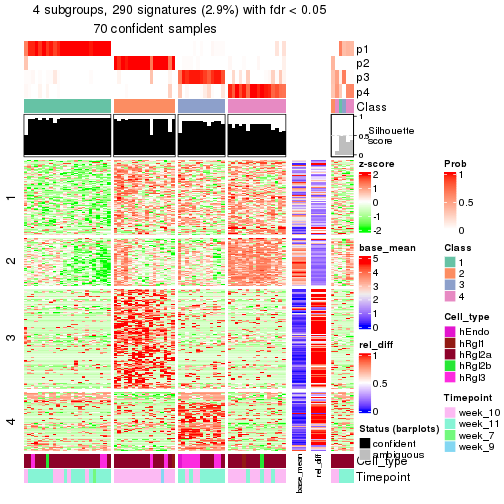 4 subgroups, 290 signatures (2.9%) with fdr < 0.05
70 confident samples
p1
p2
p3
p4
Class
1
0.5
0
Silhouette
score
1
2
3
4
z-score
2
1
0
-1
-2
base_mean
5
4
3
2
1
0
rel_diff
1
0.5
0
Status (barplots)
confident
ambiguous
Prob
1
0.5
0
Class
1
2
3
4
Cell_type
hEndo
hRgl1
hRgl2a
hRgl2b
hRgl3
Timepoint
week_10
week_11
week_7
week_9
Cell_type
Timepoint
base_mean
rel_diff